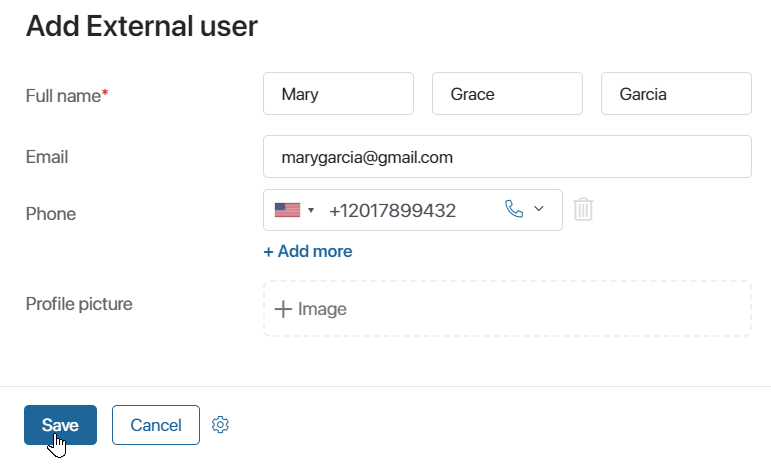 Add External user
Full name* Mary Grace Garcia
Email marygarcia@gmail.com
Phone +12017899432
+ Add more
Profile picture + Image
Save Cancel